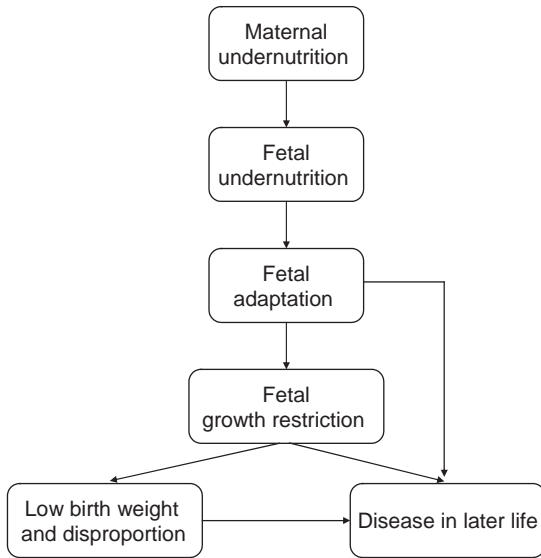 Maternal
undernutrition
Fetal
undernutrition
Fetal
adaptation
Fetal
growth restriction
Low birth weight
and disproportion
Disease in later life